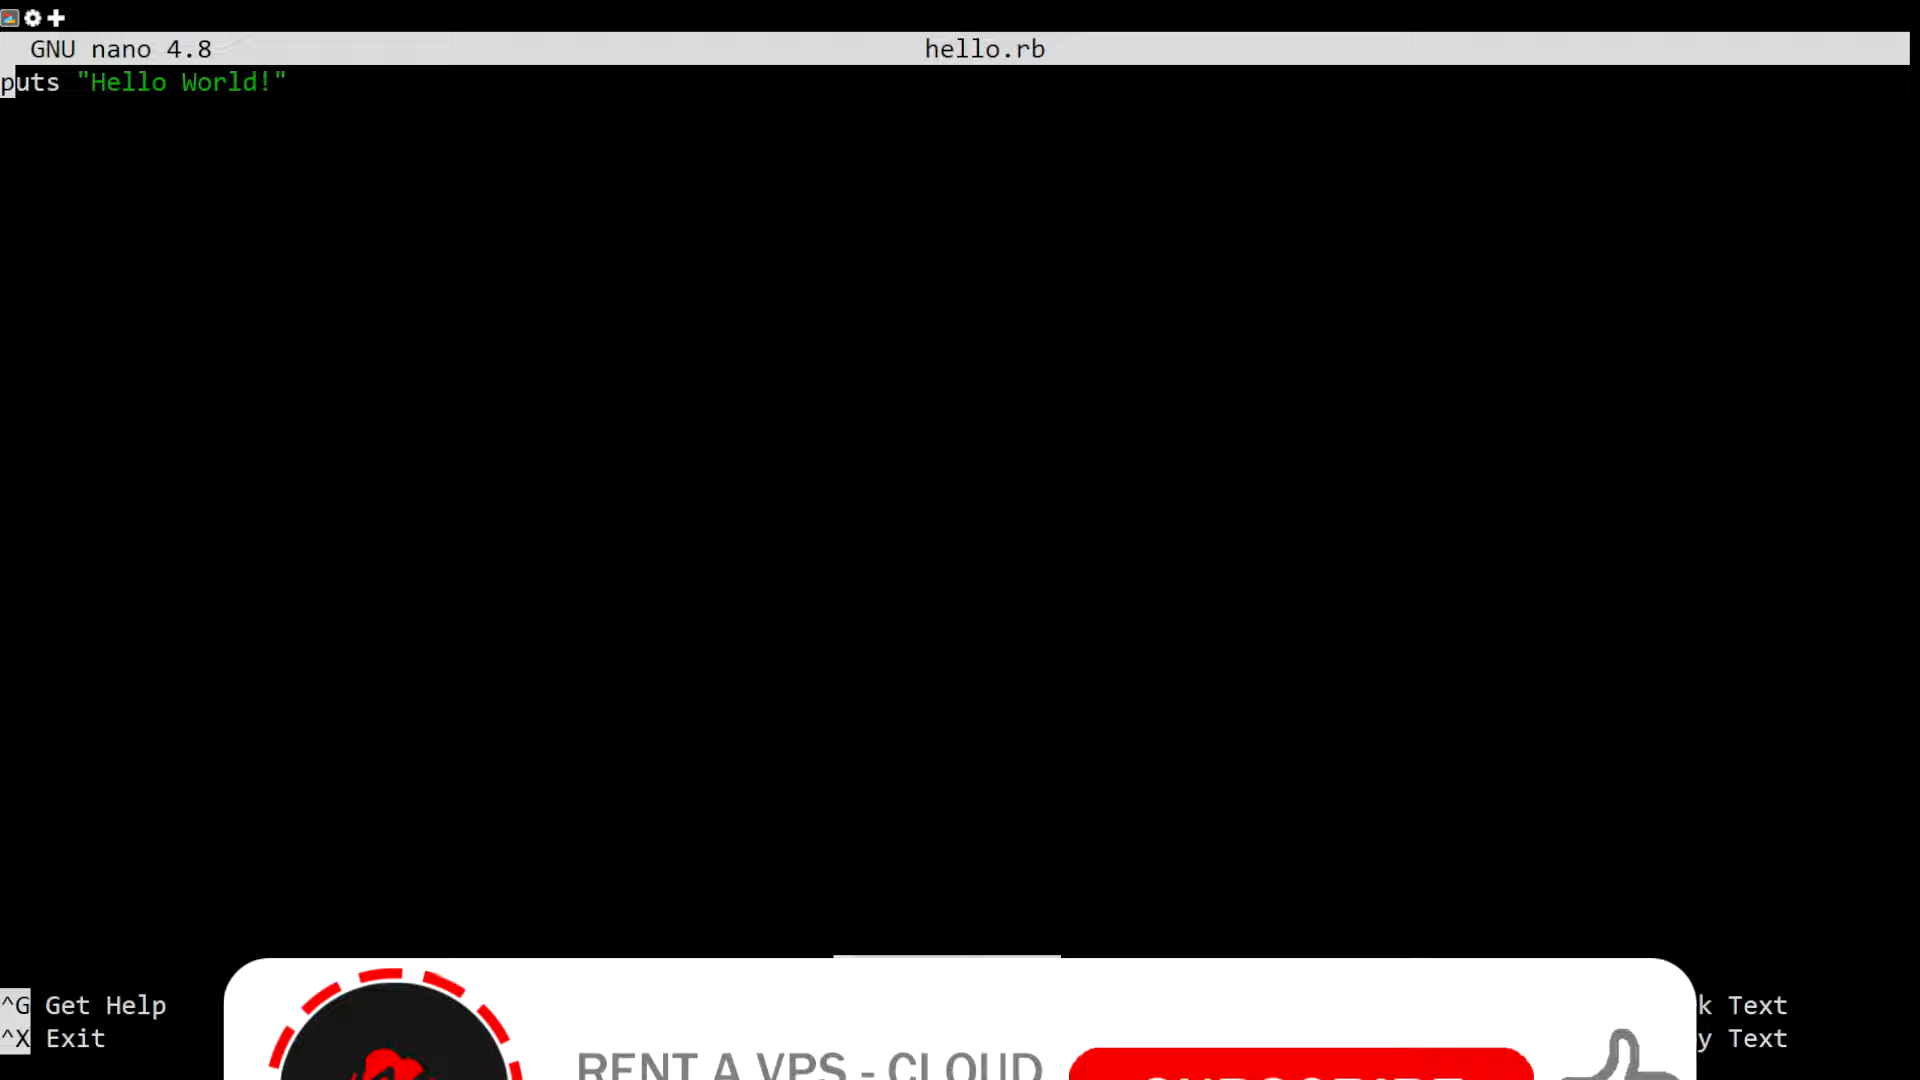 GNU nano 4.8 hello.rb
puts "Hello World!"
^G Get Help k Text
^X Exit y Text
RENT A VPS - CLOUD